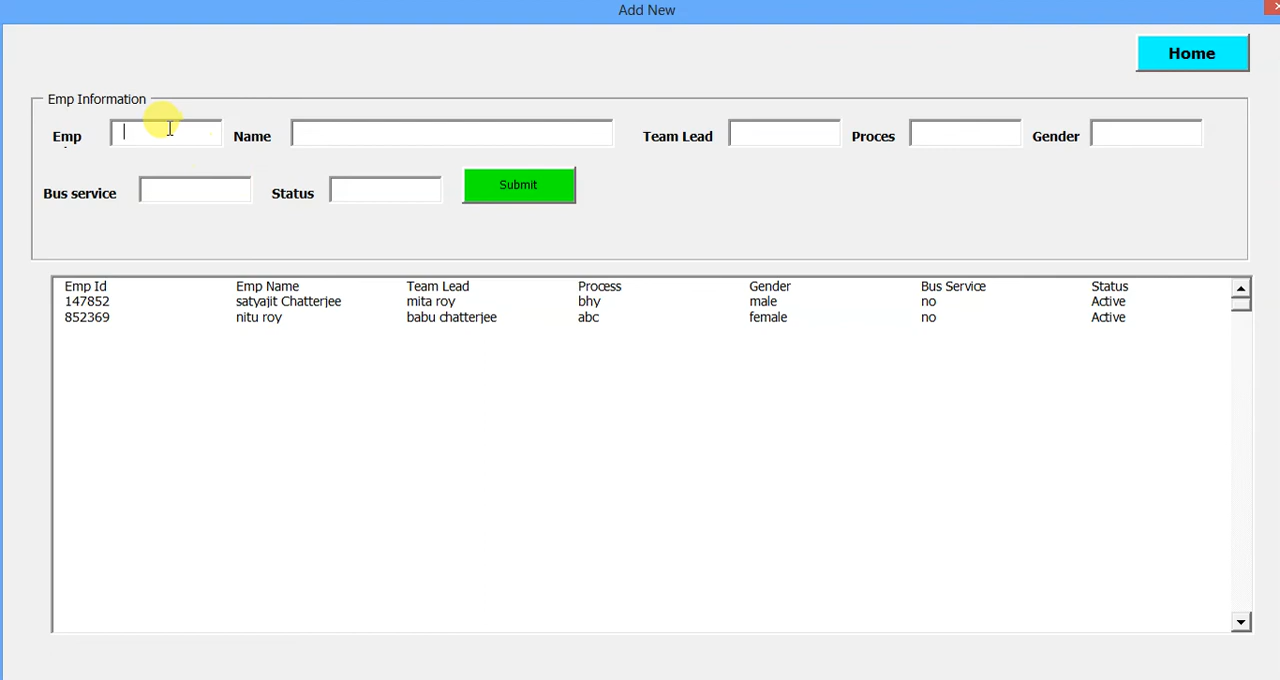 Add New
Home
Emp Information
Emp Name Team Lead Proces Gender
Bus service Status Submit
Emp Id Emp Name Team Lead Process Gender Bus Service Status
147852 satyajit Chatterjee mita roy bhy male no Active
852369 nitu roy babu chatterjee abc female no Active